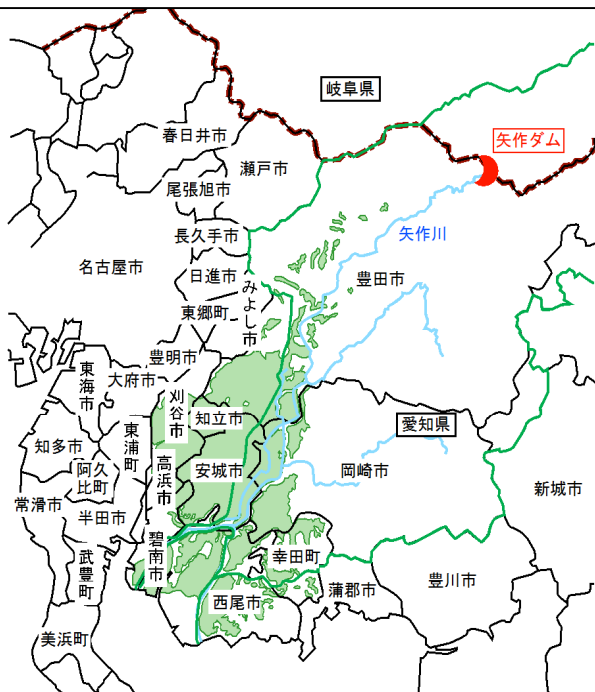 岐阜県
矢作ダム
春日井市
瀬戸市
尾張旭市
長久手市
矢作川
名古屋市
日進市
豊田市
みよし市
東郷町
豊明市
東海市
大府市
刈谷市
知立市
愛知県
知多市
東浦町
高浜市
安城市
岡崎市
阿久
比町
新城市
常滑市
半田市
碧南市
武豊町
幸田町
豊川市
西尾市
蒲郡市
美浜町